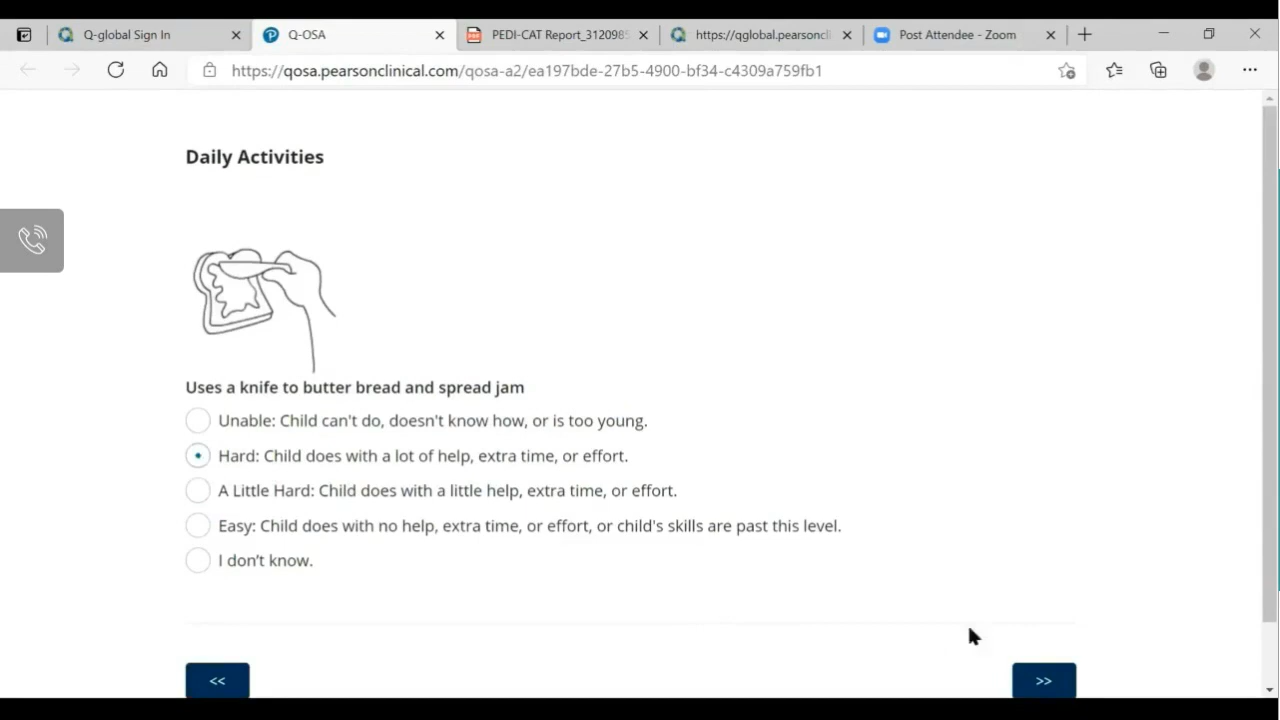 Q-global Sign In
Q-OSA
PEDI-CAT Report_312098
https://qglobal.pearsoncli
Post Attendee - Zoom
https://qosa.pearsonclinical.com/qosa-a2/ea197bde-27b5-4900-bf34-c4309a759fb1
Daily Activities
Uses a knife to butter bread and spread jam
Unable: Child can't do, doesn't know how, or is too young.
Hard: Child does with a lot of help, extra time, or effort.
A Little Hard: Child does with a little help, extra time, or effort.
Easy: Child does with no help, extra time, or effort, or child's skills are past this level.
I don't know.
<<
>>